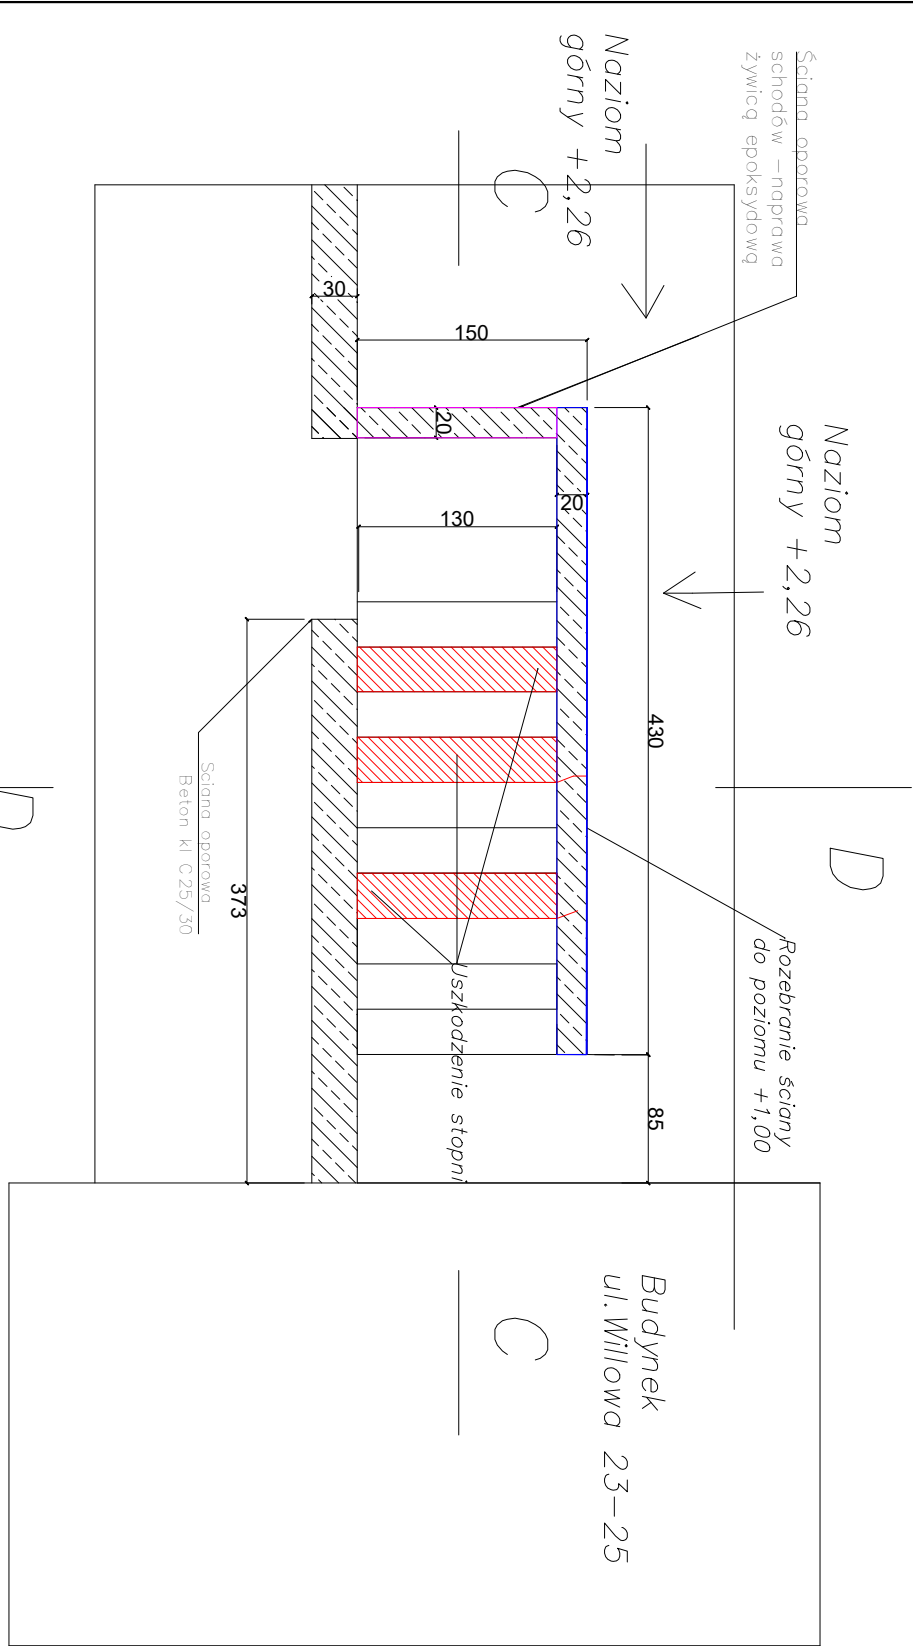 Ściana oporowa
schodów -naprawa
żywicą epoksydową
Naziom
górny +2,26
C
Naziom
górny +2,26
30
150
20
20
130
430
D
D
Ściana oporowa
Beton kl C25/30
373
Uszkodzenie stopni
Rozebranie ściany
do poziomu +1,00
85
Budynek
ul.Willowa 23-25
C